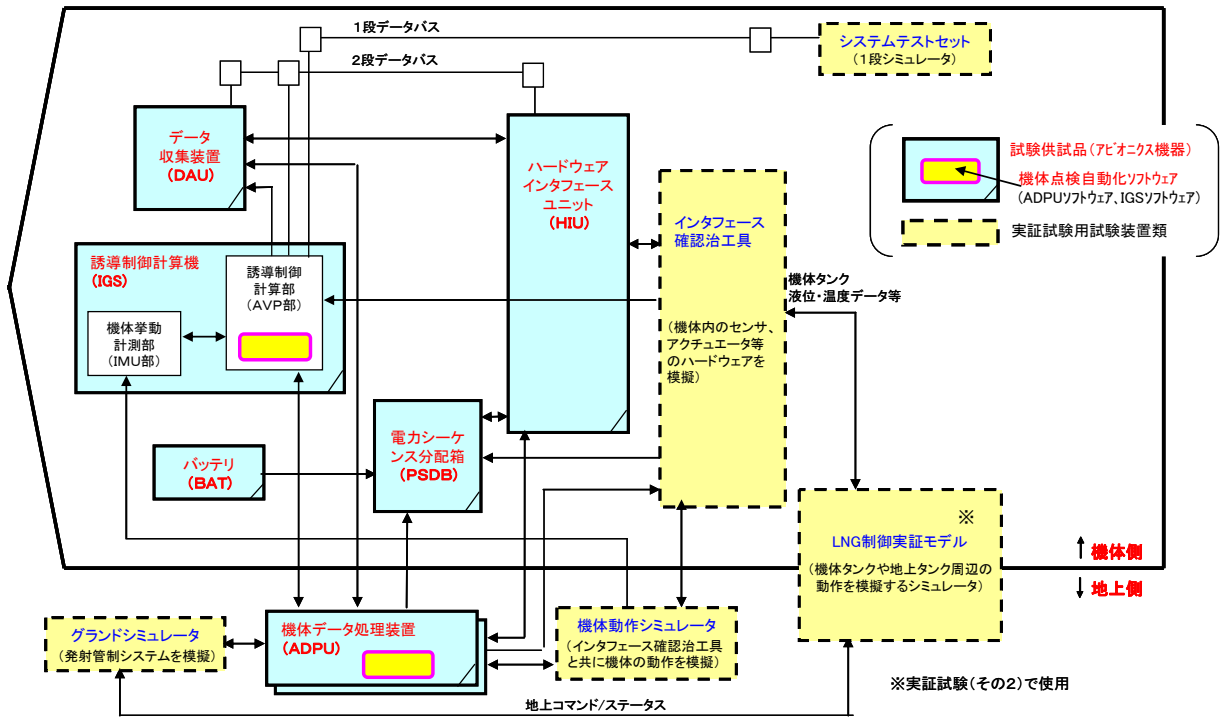 1段データバス
システムテストセット
(1段シミュレータ)
2段データバス
データ
収集装置
(DAU)
ハードウェア
インタフェース
ユニット
(HIU)
試験供試品(アビオニクス機器)
機体点検自動化ソフトウェア
(ADPUソフトウェア、IGSソフトウェア)
実証試験用試験装置類
インタフェース
確認治工具
(機体内のセンサ、
アクチュエータ等
のハードウェアを
模擬)
誘導制御計算機
(IGS)
誘導制御
計算部
(AVP部)
機体挙動
計測部
(IMU部)
機体タンク
液位・温度データ等
電力シーケ
ンス分配箱
(PSDB)
バッテリ
(BAT)
※
LNG制御実証モデル
(機体タンクや地上タンク周辺の
動作を模擬するシミュレータ)
↑ 機体側
↓ 地上側
グランドシミュレータ
(発射管制システムを模擬)
機体データ処理装置
(ADPU)
機体動作シミュレータ
(インタフェース確認治工具
と共に機体の動作を模擬)
※実証試験(その2)で使用
地上コマンド/ステータス